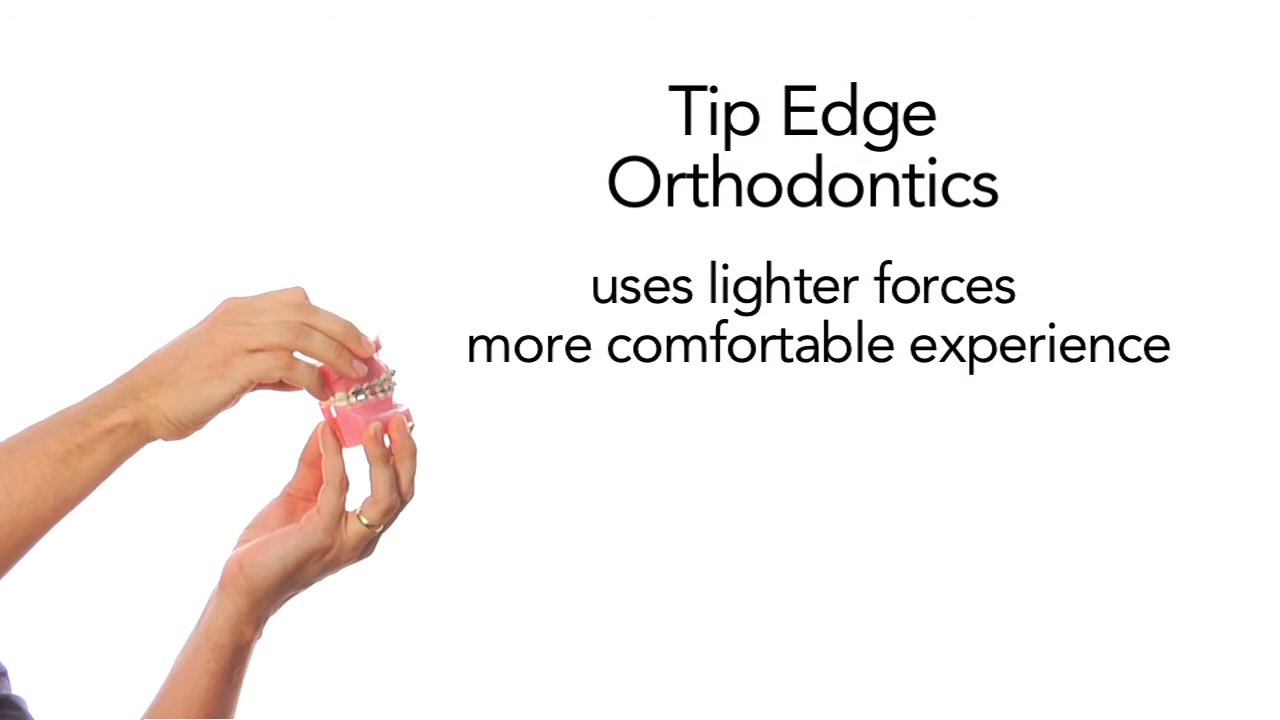 Tip Edge
Orthodontics
uses lighter forces
more comfortable experience